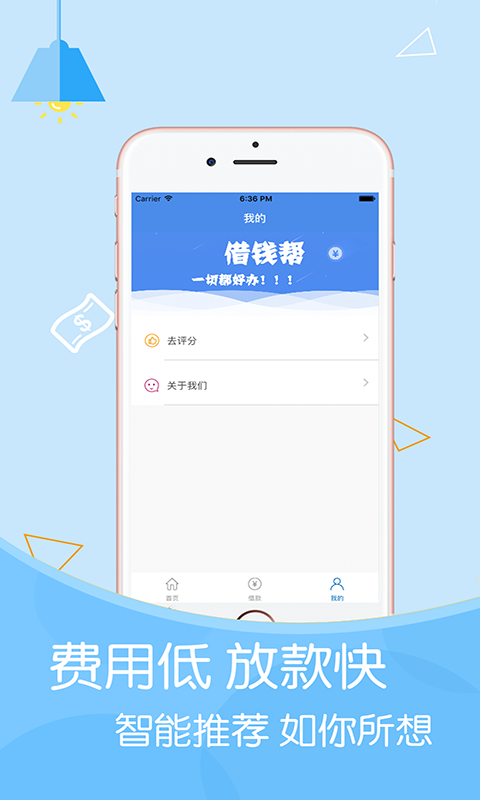 Carrier 6:36 PM
我的
借钱帮
¥
一切都好办！！！
$
去评分
关于我们
¥
首页 借款 我的
费用低 放款快
智能推荐 如你所想